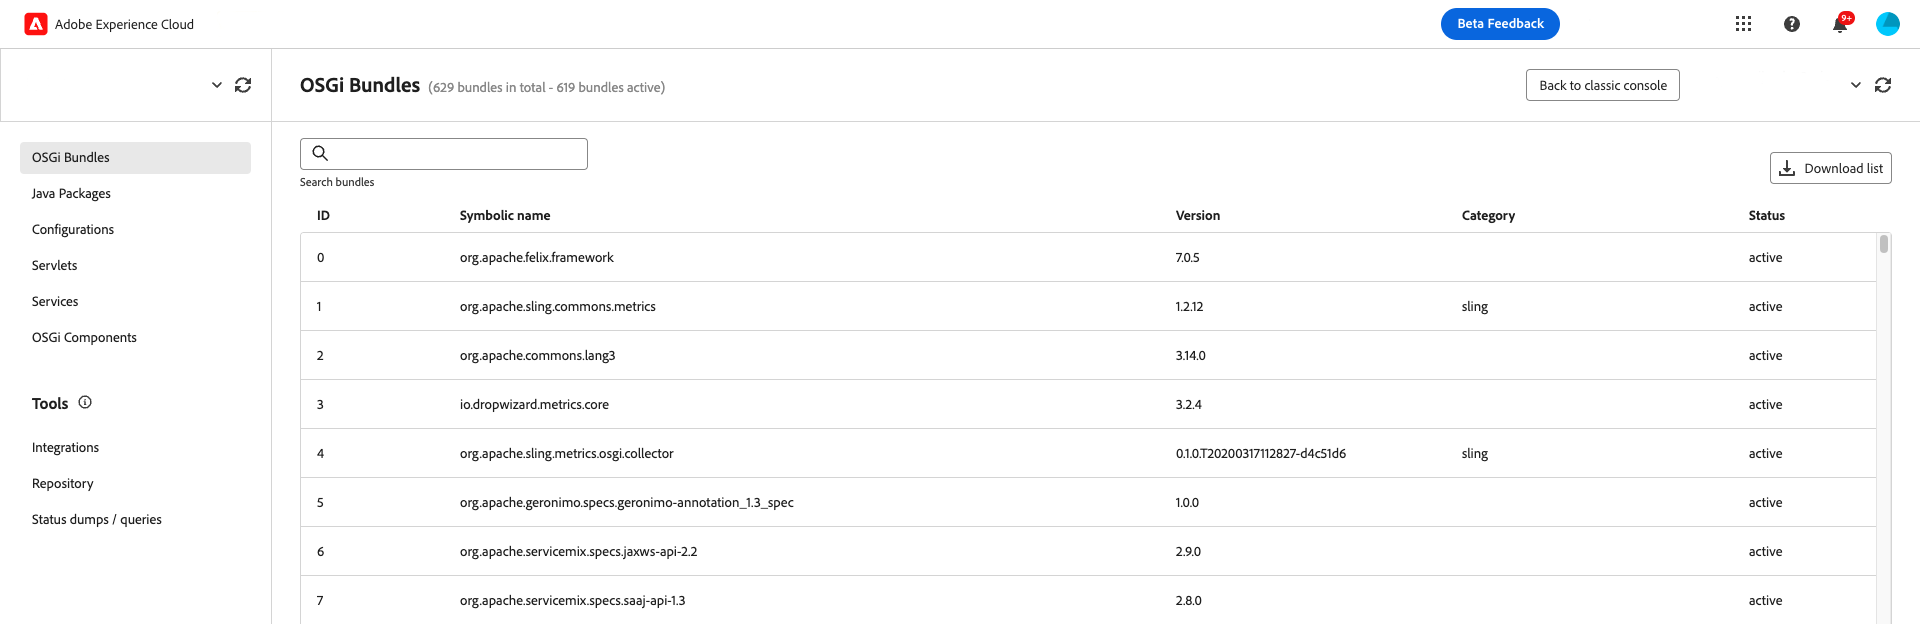 Adobe Experience Cloud
Beta Feedback
9+
OSGi Bundles (629 bundles in total - 619 bundles active)
Back to classic console
OSGi Bundles
Java Packages
Configurations
Servlets
Services
OSGi Components
Tools
Integrations
Repository
Status dumps / queries
Search bundles
Download list
ID Symbolic name Version Category Status
0 org.apache.felix.framework 7.0.5 active
1 org.apache.sling.commons.metrics 1.2.12 sling active
2 org.apache.commons.lang3 3.14.0 active
3 io.dropwizard.metrics.core 3.2.4 active
4 org.apache.sling.metrics.osgi.collector 0.1.0.T20200317112827-d4c51d6 sling active
5 org.apache.geronimo.specs.geronimo-annotation_1.3_spec 1.0.0 active
6 org.apache.servicemix.specs.jaxws-api-2.2 2.9.0 active
7 org.apache.servicemix.specs.saaj-api-1.3 2.8.0 active